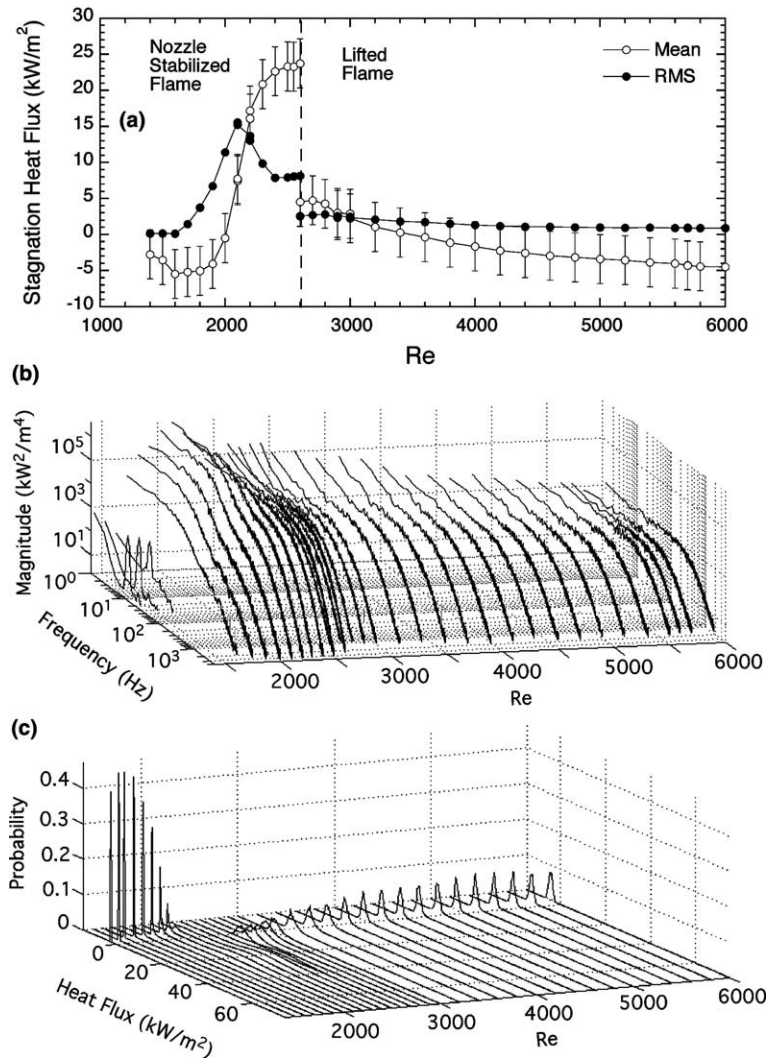 Stagnation Heat Flux (kW/m²)
30
25
20
15
10
5
0
-5
-10
Nozzle
Stabilized
Flame
Lifted
Flame
Mean
RMS
(a)
1000 2000 3000 4000 5000 6000
Re
(b)
Magnitude (kW²/m⁴)
10⁵
10³
10¹
10⁰
10¹
10²
10³
Frequency (Hz)
2000 3000 4000 5000 6000
Re
(c)
Probability
0.4
0.3
0.2
0.1
0
0
20
40
60
Heat Flux (kW/m²)
2000 3000 4000 5000 6000
Re